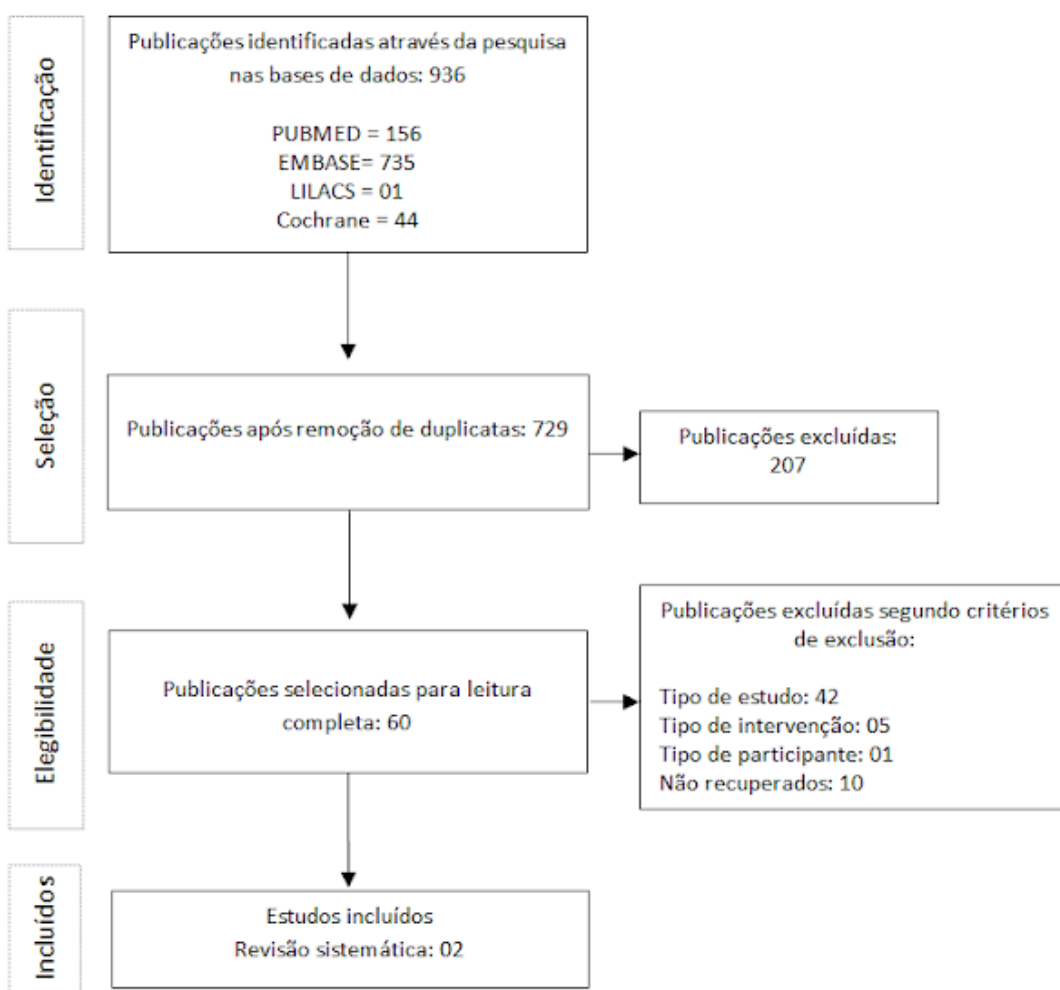 Identificação
Publicações identificadas através da pesquisa
nas bases de dados: 936
PUBMED = 156
EMBASE= 735
LILACS = 01
Cochrane = 44
Seleção
Publicações após remoção de duplicatas: 729
Publicações excluídas:
207
Elegibilidade
Publicações selecionadas para leitura
completa: 60
Publicações excluídas segundo critérios
de exclusão:
Tipo de estudo: 42
Tipo de intervenção: 05
Tipo de participante: 01
Não recuperados: 10
Incluídos
Estudos incluídos
Revisão sistemática: 02